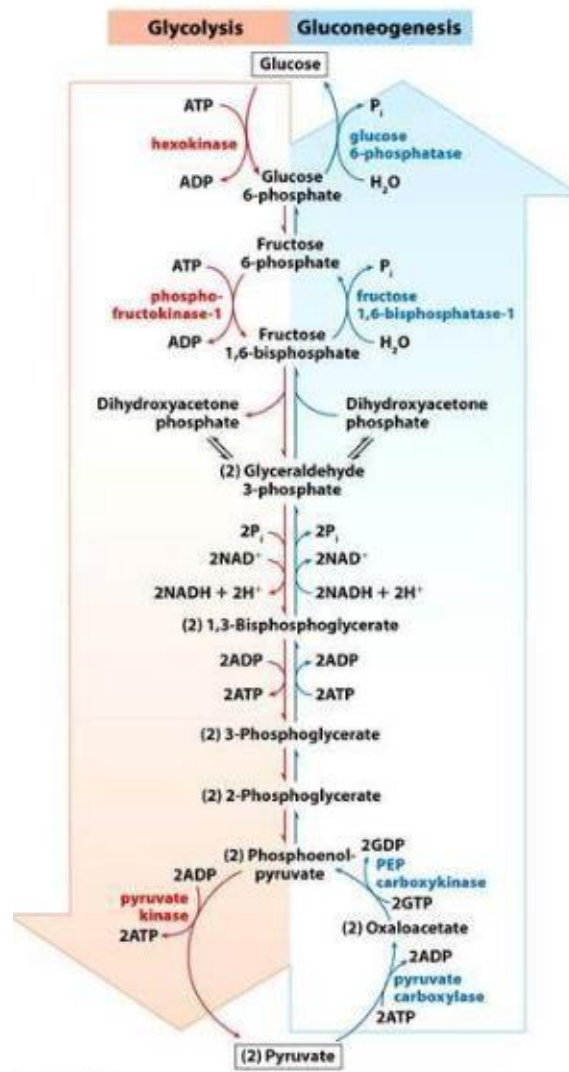 Glycolysis Gluconeogenesis
Glucose
ATP
hexokinase
ADP
P i
glucose
6-phosphatase
H2O
Glucose
6-phosphate
Fructose
6-phosphate
ATP
phospho-
fructokinase-1
ADP
P i
fructose
1,6-bisphosphatase-1
H2O
Fructose
1,6-bisphosphate
Dihydroxyacetone
phosphate
Dihydroxyacetone
phosphate
(2) Glyceraldehyde
3-phosphate
2P i
2NAD+
2NADH + 2H+
2P i
2NAD+
2NADH + 2H+
(2) 1,3-Bisphosphoglycerate
2ADP
2ATP
2ADP
2ATP
(2) 3-Phosphoglycerate
(2) 2-Phosphoglycerate
(2) Phosphoenol-
pyruvate
2ADP
pyruvate
kinase
2ATP
2GDP
PEP
carboxykinase
2GTP
(2) Oxaloacetate
2ADP
pyruvate
carboxylase
2ATP
(2) Pyruvate